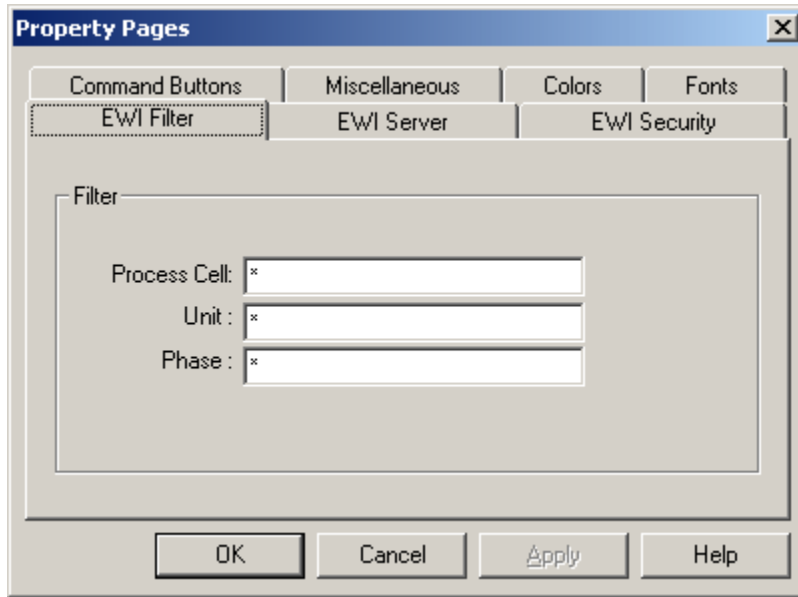 Property Pages
Command Buttons Miscellaneous Colors Fonts
EWI Filter EWI Server EWI Security
Filter
Process Cell: *
Unit : *
Phase : *
OK Cancel Apply Help